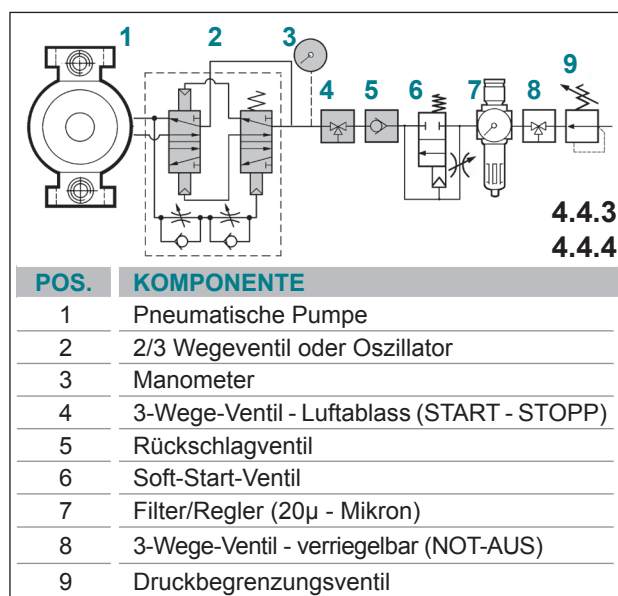 1 2 3 4 5 6 7 8 9
4.4.3
4.4.4
POS. KOMPONENTE
1 Pneumatische Pumpe
2 2/3 Wegeventil oder Oszillator
3 Manometer
4 3-Wege-Ventil - Luftablass (START - STOPP)
5 Rückschlagventil
6 Soft-Start-Ventil
7 Filter/Regler (20µ - Mikron)
8 3-Wege-Ventil - verriegelbar (NOT-AUS)
9 Druckbegrenzungsventil